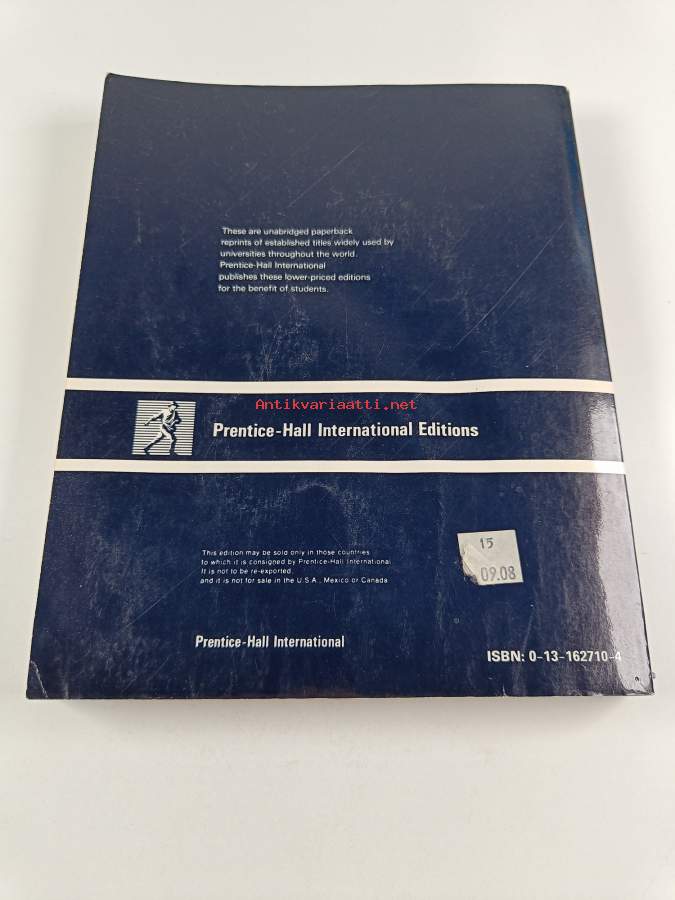 These are unabridged paperback
reprints of established titles widely used by
universities throughout the world.
Prentice-Hall International
publishes these lower-priced editions
for the benefit of students.
Antikvariaatti.net
Prentice-Hall International Editions
This edition may be sold only in those countries
to which it is consigned by Prentice-Hall International.
It is not to be re-exported,
and it is not for sale in the U.S.A., Mexico or Canada
15
09.08
Prentice-Hall International
ISBN: 0-13-162710-4